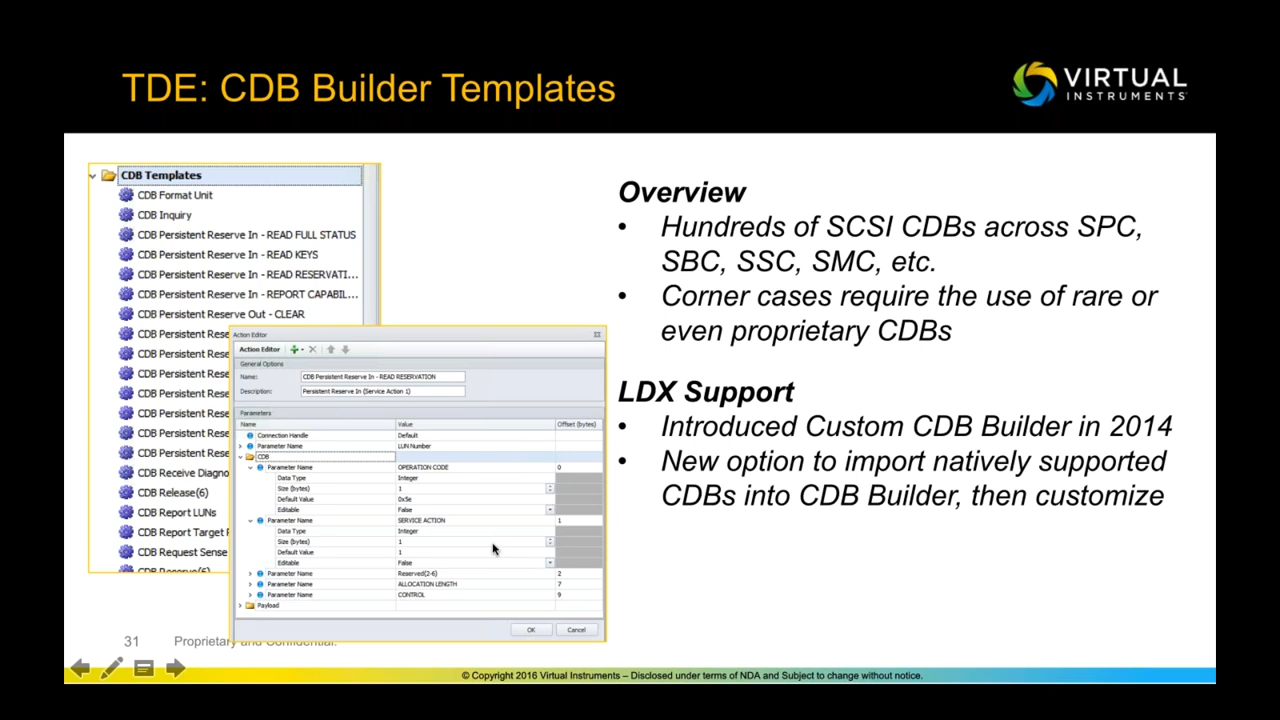 TDE: CDB Builder Templates
VIRTUAL
INSTRUMENTS
CDB Templates
CDB Format Unit
CDB Inquiry
CDB Persistent Reserve In - READ FULL STATUS
CDB Persistent Reserve In - READ KEYS
CDB Persistent Reserve In - READ RESERVATI...
CDB Persistent Reserve In - REPORT CAPABIL...
CDB Persistent Reserve Out - CLEAR
CDB Persistent Rese
CDB Persistent Rese
CDB Persistent Rese
CDB Persistent Rese
CDB Persistent Rese
CDB Persistent Rese
CDB Persistent Rese
CDB Receive Diagno
CDB Release(6)
CDB Report LUNs
CDB Report Target
CDB Request Sense
CDB Reserve(6)
Action Editor
Action Editor
General Options
Name: CDB Persistent Reserve In - READ RESERVATION
Description: Persistent Reserve In (Service Action 1)
Parameters
Name Value Offset (bytes)
Connection Handle Default
Parameter Name LUN Number
CDB
Parameter Name OPERATION CODE 0
Data Type Integer
Size (bytes) 1
Default Value 0x5e
Editable False
Parameter Name SERVICE ACTION 1
Data Type Integer
Size (bytes) 1
Default Value 1
Editable False
Parameter Name Reserved(2-6) 2
Parameter Name ALLOCATION LENGTH 7
Parameter Name CONTROL 9
Payload
OK Cancel
Overview
• Hundreds of SCSI CDBs across SPC,
SBC, SSC, SMC, etc.
• Corner cases require the use of rare or
even proprietary CDBs
LDX Support
• Introduced Custom CDB Builder in 2014
• New option to import natively supported
CDBs into CDB Builder, then customize
31 Proprietary and Confidential.
© Copyright 2016 Virtual Instruments – Disclosed under terms of NDA and Subject to change without notice.